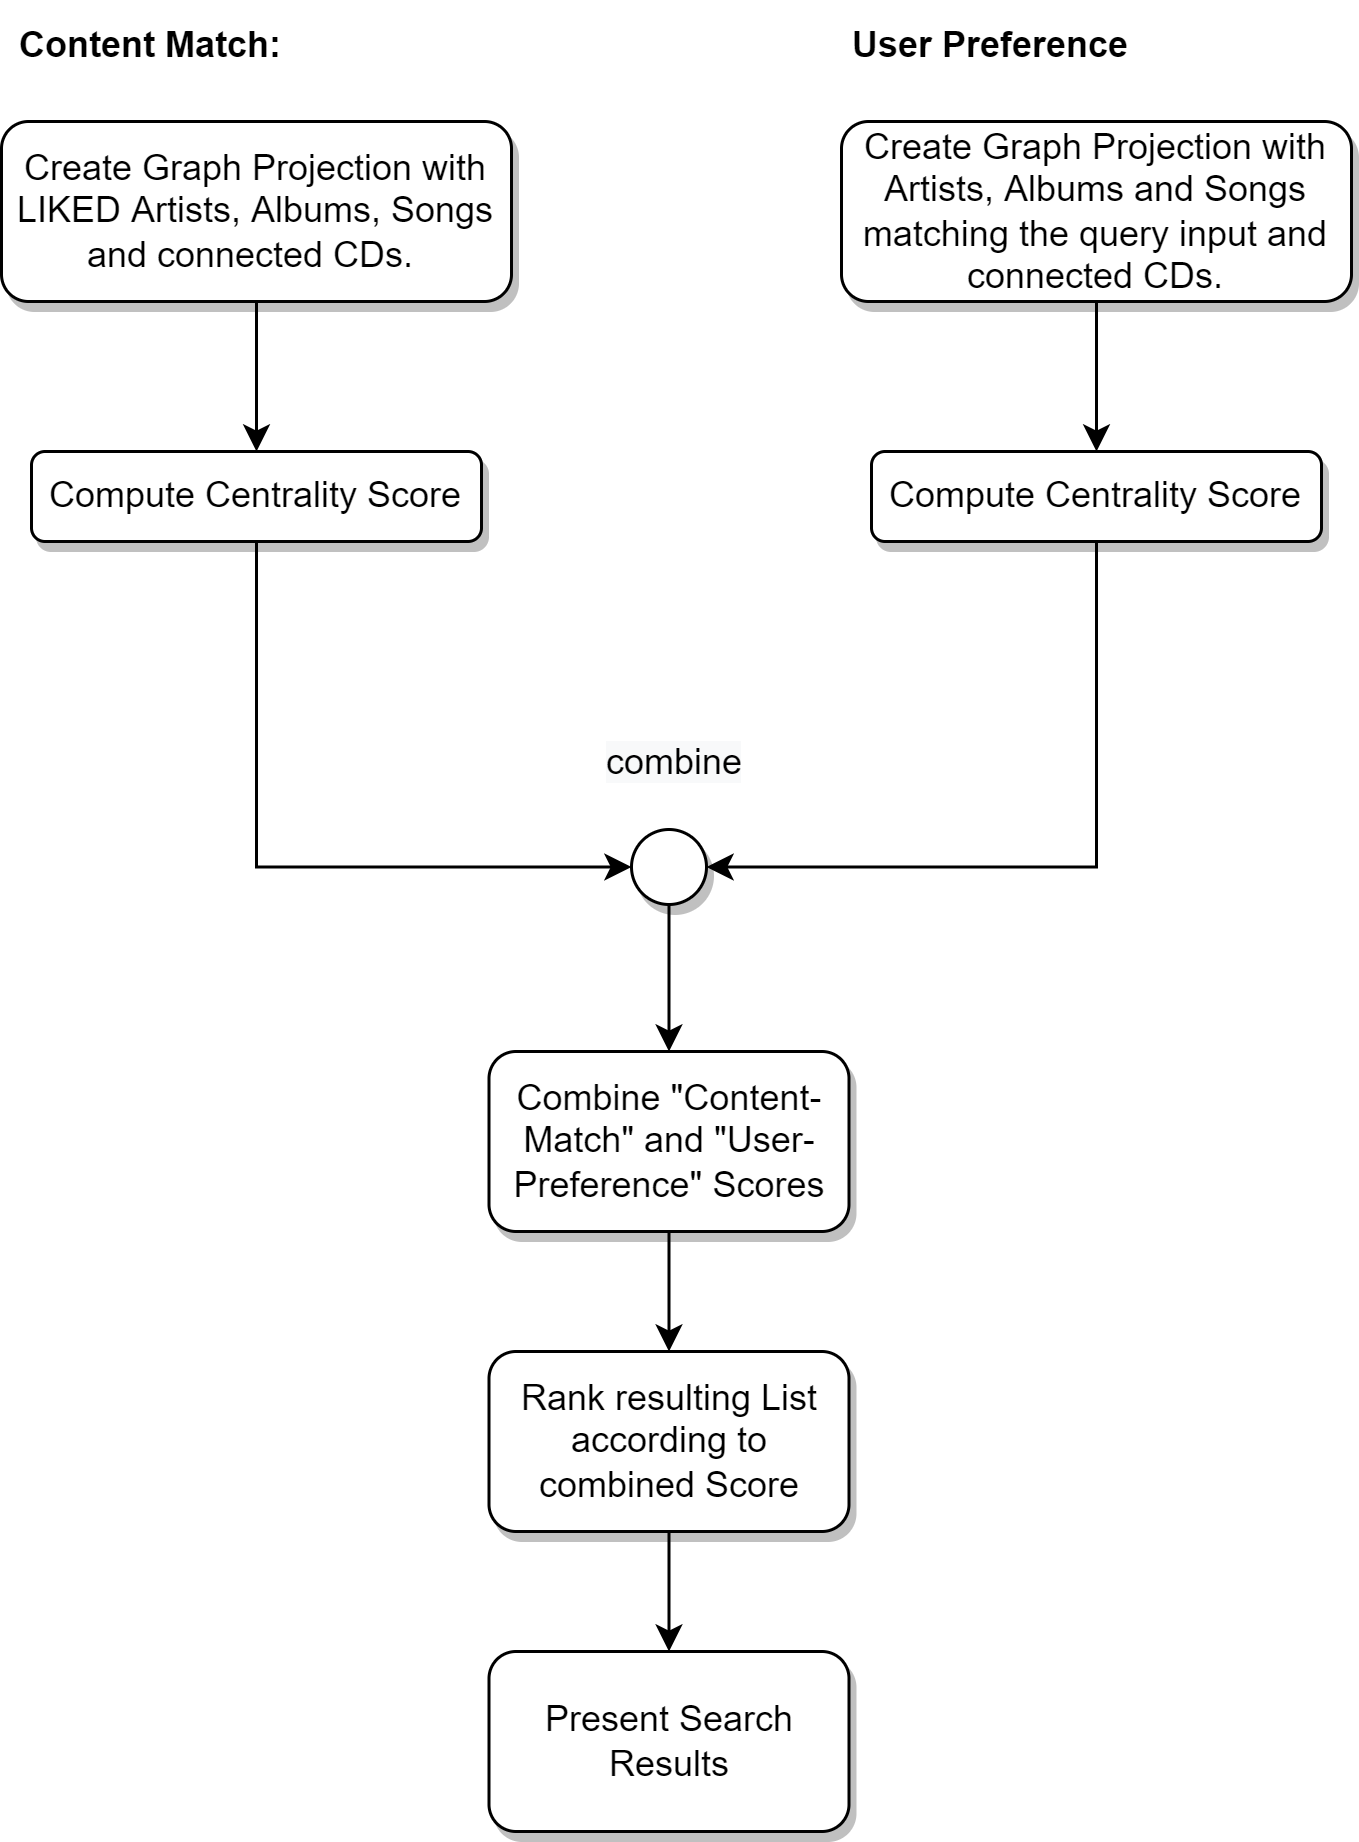 Content Match:
User Preference
Create Graph Projection with
LIKED Artists, Albums, Songs
and connected CDs.
Create Graph Projection with
Artists, Albums and Songs
matching the query input and
connected CDs.
Compute Centrality Score
Compute Centrality Score
combine
Combine "Content-
Match" and "User-
Preference" Scores
Rank resulting List
according to
combined Score
Present Search
Results